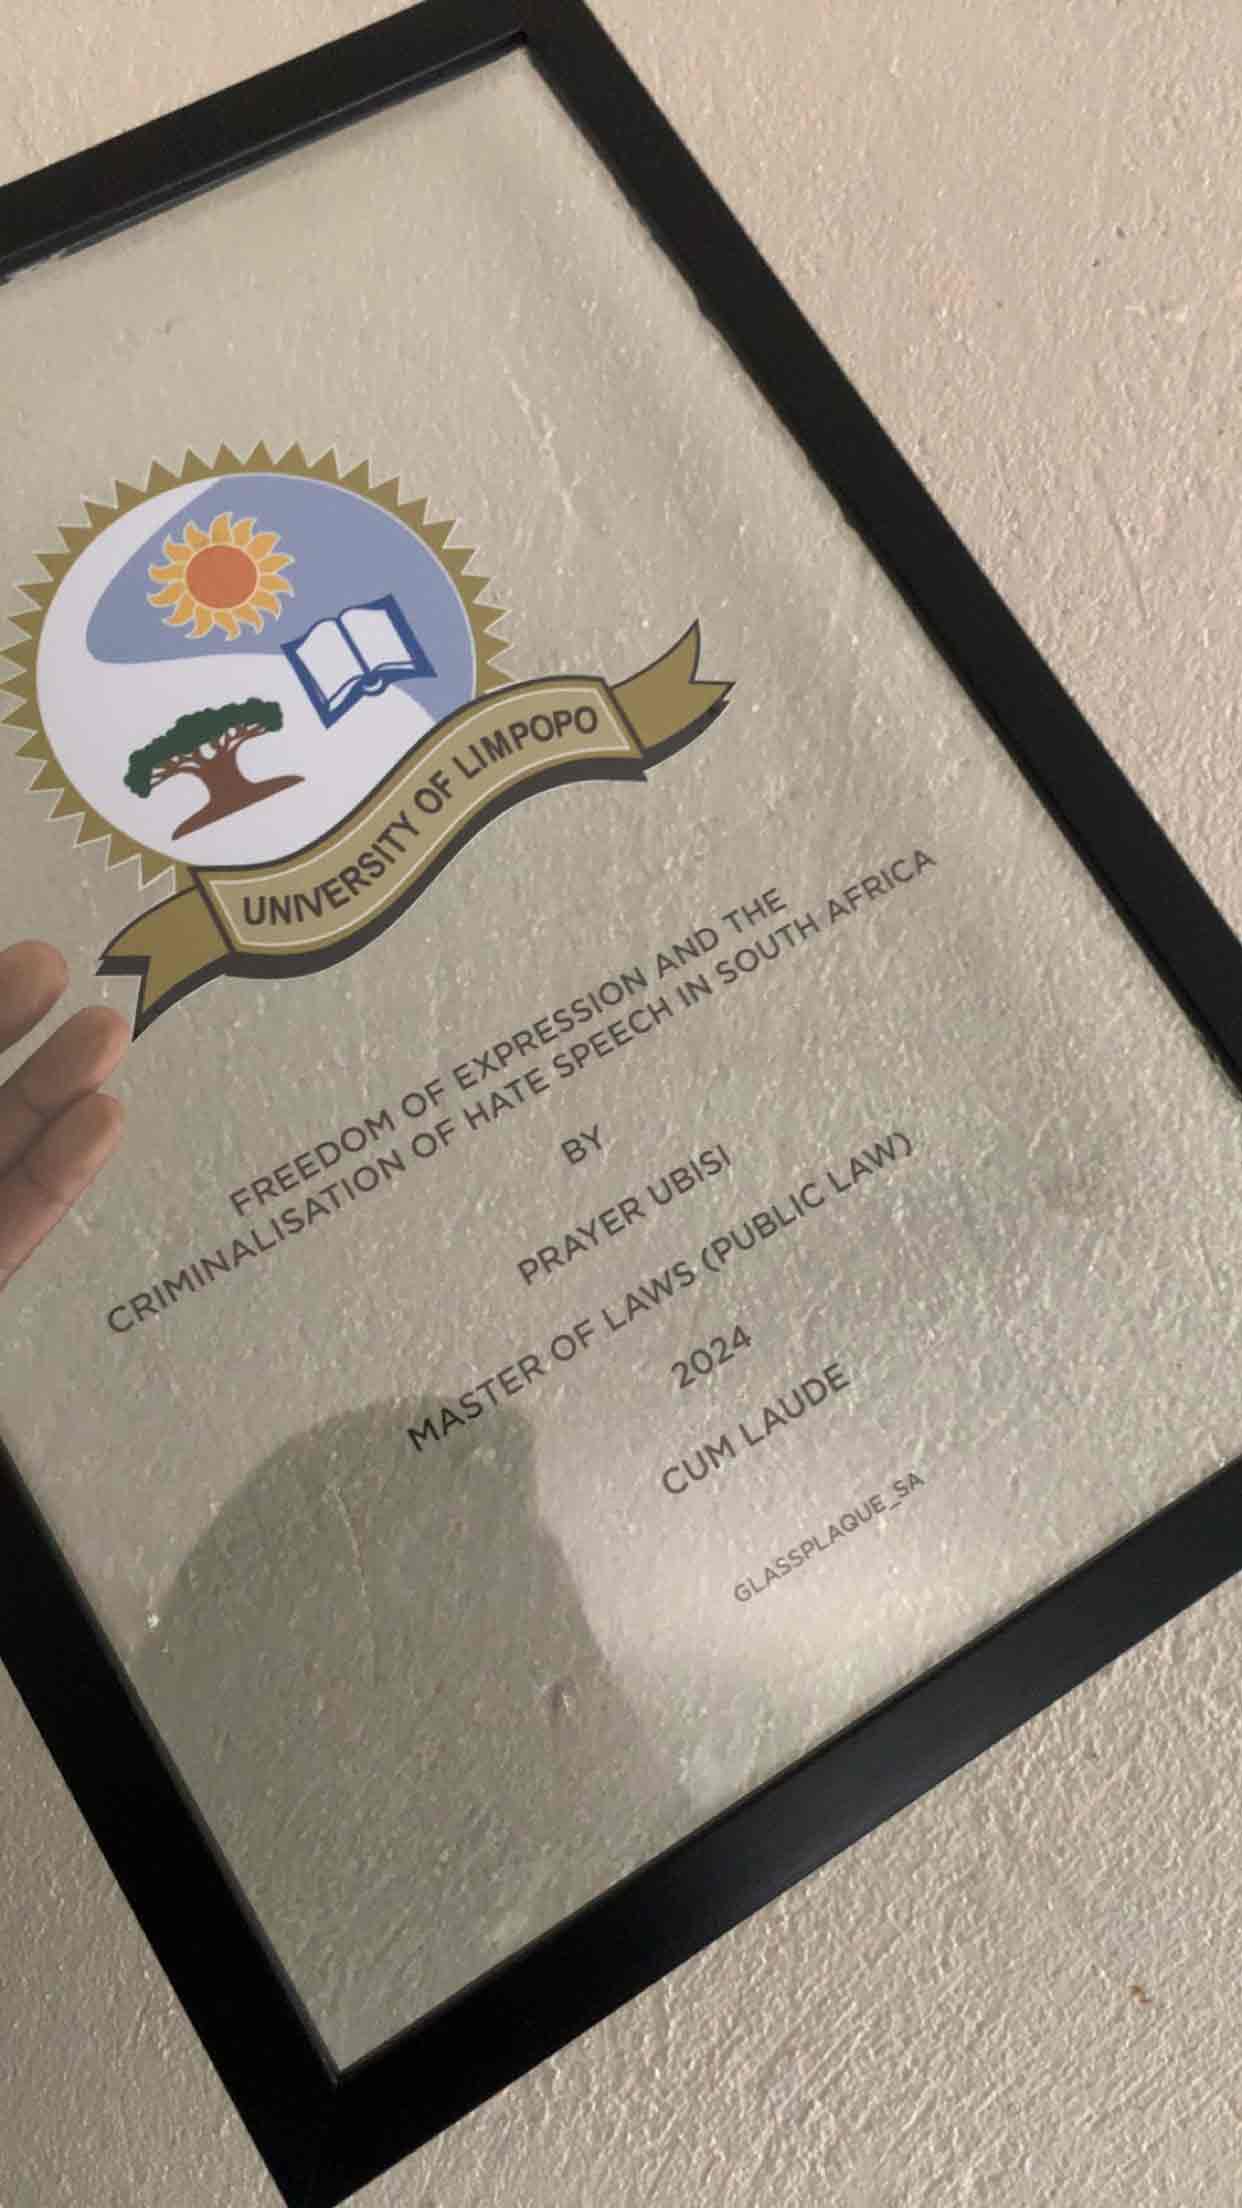 UNIVERSITY OF LIMPOPO
FREEDOM OF EXPRESSION AND THE
CRIMINALISATION OF HATE SPEECH IN SOUTH AFRICA
BY
PRAYER UBISI
MASTER OF LAWS (PUBLIC LAW)
2024
CUM LAUDE
GLASSPLAQUE_SA